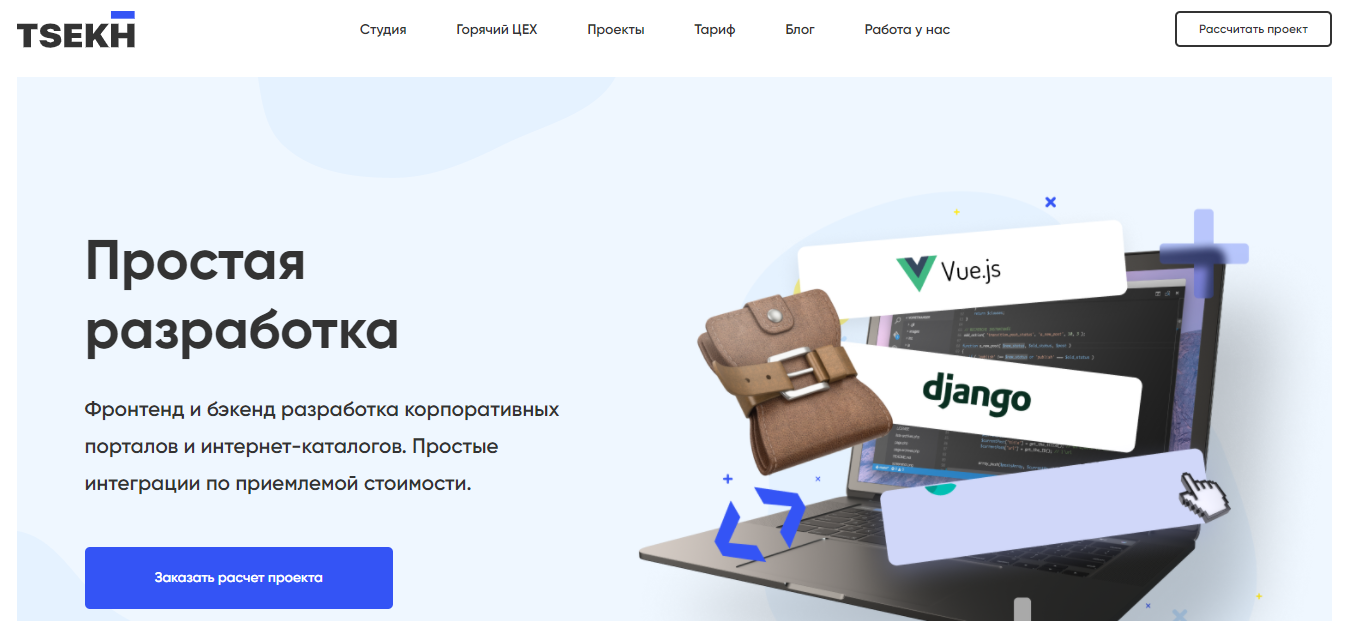 TSEKH
Студия
Горячий ЦЕХ
Проекты
Тариф
Блог
Работа у нас
Рассчитать проект
Простая
разработка
Фронтенд и бэкенд разработка корпоративных
порталов и интернет-каталогов. Простые
интеграции по приемлемой стоимости.
Заказать расчет проекта
Vue.js
django